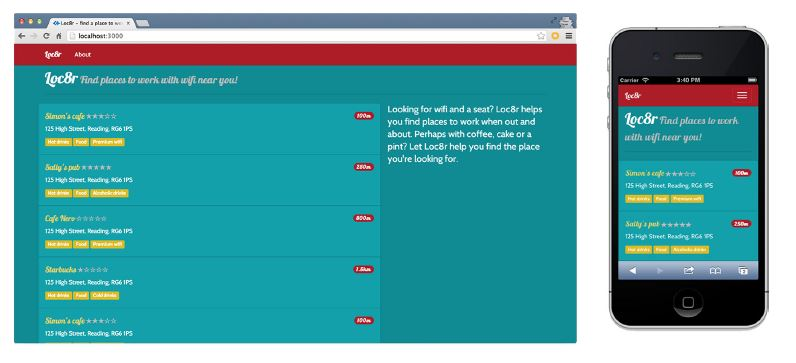 Loc8r - find a place to wo
localhost:3000
Loc8r About
Loc8r Find places to work with wifi near you!
Simon's cafe 100m
125 High Street, Reading, RG6 1PS
Hot drinks Food Premium wifi
Sally's pub 250m
125 High Street, Reading, RG6 1PS
Hot drinks Food Alcoholic drinks
Cafe Nero 800m
125 High Street, Reading, RG6 1PS
Hot drinks Food Premium wifi
Starbucks 1.5km
125 High Street, Reading, RG6 1PS
Hot drinks Food Cold drinks
Simon's cafe 100m
125 High Street, Reading, RG6 1PS
Hot drinks Food Premium wifi
Looking for wifi and a seat? Loc8r helps
you find places to work when out and
about. Perhaps with coffee, cake or a
pint? Let Loc8r help you find the place
you're looking for.
Carrier 3:40 PM
Loc8r
Loc8r Find places to work
with wifi near you!
Simon's cafe 100m
125 High Street, Reading, RG6 1PS
Hot drinks Food Premium wifi
Sally's pub 250m
125 High Street, Reading, RG6 1PS
Hot drinks Food Alcoholic drinks